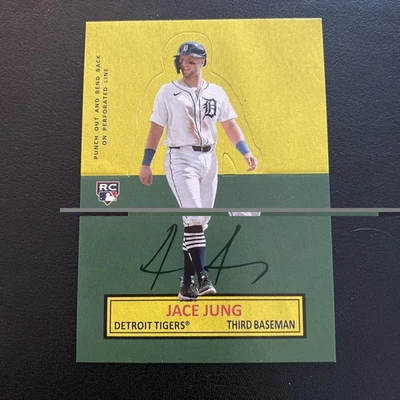 PUNCH OUT AND BEND BACK
ON PERFORATED LINE
D
RC
JACE JUNG
DETROIT TIGERS® THIRD BASEMAN